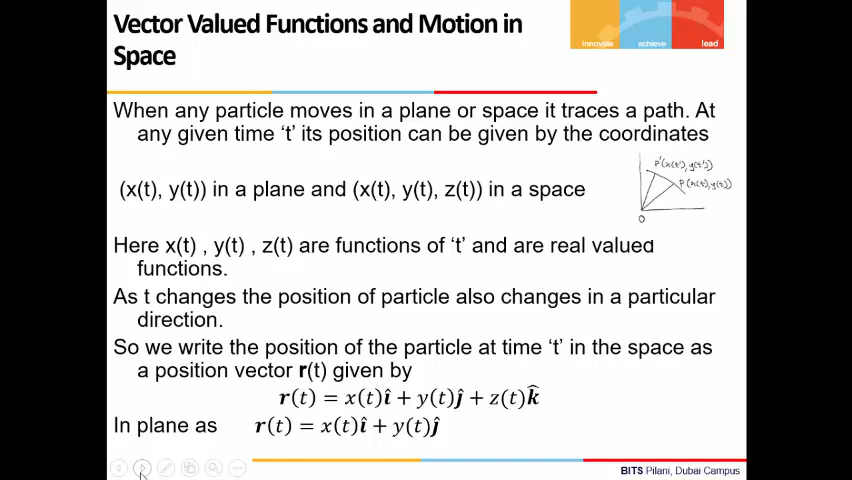 Vector Valued Functions and Motion in
Space
innovate achieve lead
When any particle moves in a plane or space it traces a path. At
any given time ‘t’ its position can be given by the coordinates
P'(x(t'), y(t'))
(x(t), y(t)) in a plane and (x(t), y(t), z(t)) in a space
P(x(t), y(t))
O
Here x(t) , y(t) , z(t) are functions of ‘t’ and are real valued
functions.
As t changes the position of particle also changes in a particular
direction.
So we write the position of the particle at time ‘t’ in the space as
a position vector r(t) given by
r(t) = x(t)î + y(t)ĵ + z(t)k̂
In plane as r(t) = x(t)î + y(t)ĵ
BITS Pilani, Dubai Campus